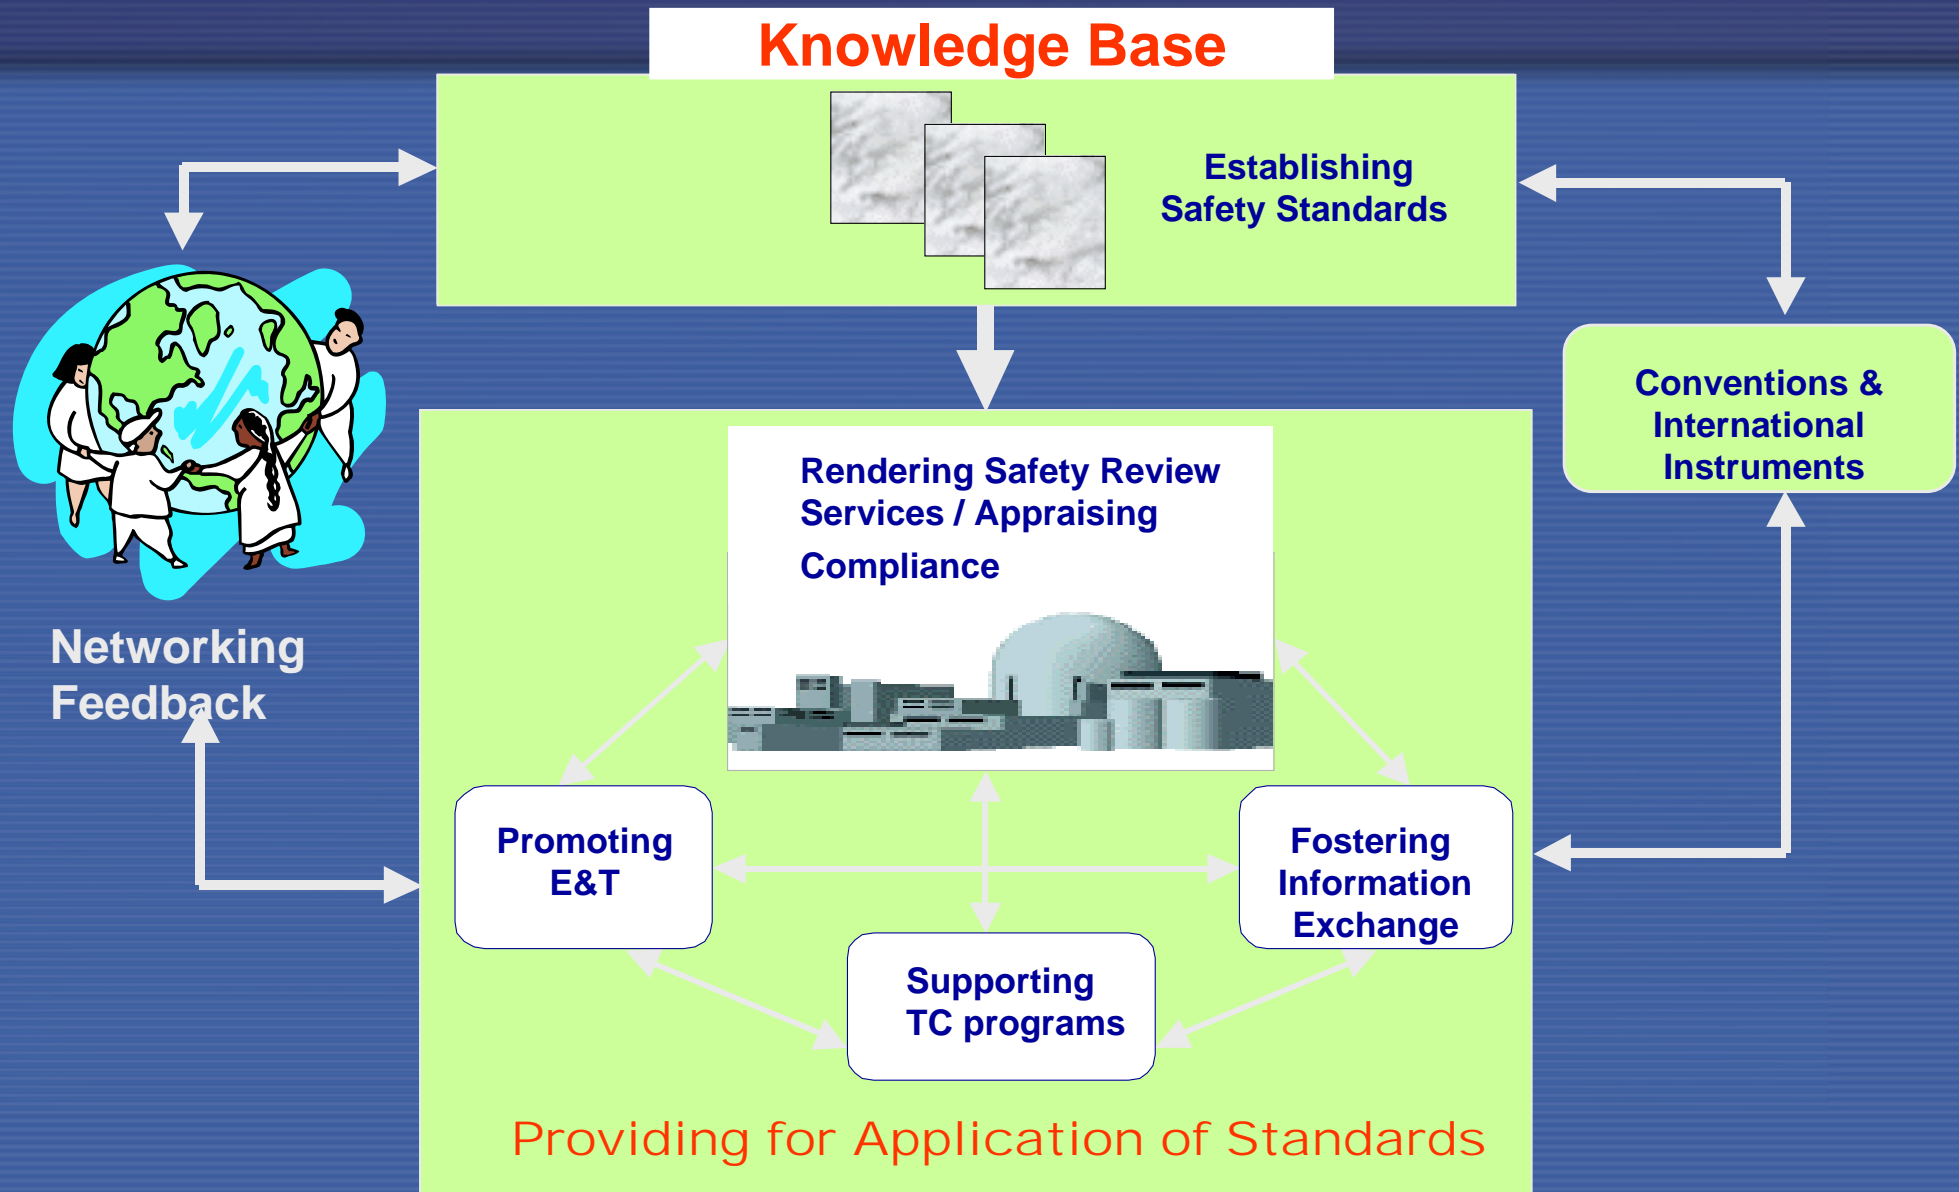 Knowledge Base
Establishing
Safety Standards
Conventions &
International
Instruments
Networking
Feedback
Rendering Safety Review
Services / Appraising
Compliance
Promoting
E&T
Fostering
Information
Exchange
Supporting
TC programs
Providing for Application of Standards